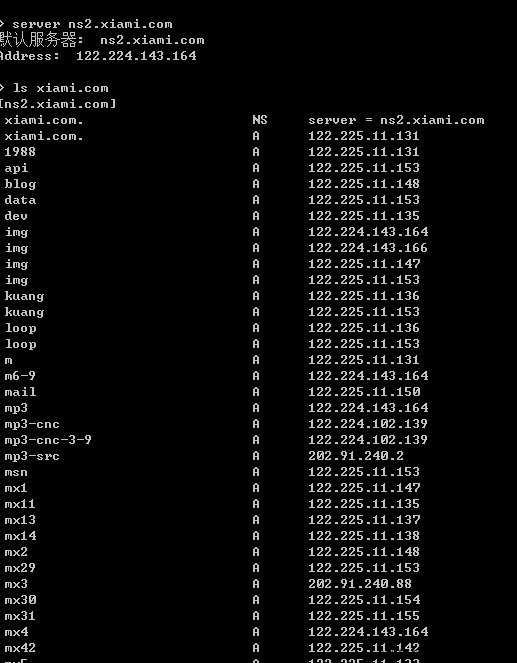 > server ns2.xiami.com
默认服务器: ns2.xiami.com
Address: 122.224.143.164
> ls xiami.com
[ns2.xiami.com]
xiami.com. NS server = ns2.xiami.com
xiami.com. A 122.225.11.131
1988 A 122.225.11.131
api A 122.225.11.153
blog A 122.225.11.148
data A 122.225.11.153
dev A 122.225.11.135
img A 122.224.143.164
img A 122.224.143.166
img A 122.225.11.147
img A 122.225.11.153
kuang A 122.225.11.136
kuang A 122.225.11.153
loop A 122.225.11.136
loop A 122.225.11.153
m A 122.225.11.131
m6-9 A 122.224.143.164
mail A 122.225.11.150
mp3 A 122.224.143.164
mp3-cnc A 122.224.102.139
mp3-cnc-3-9 A 122.224.102.139
mp3-src A 202.91.240.2
msn A 122.225.11.153
mx1 A 122.225.11.147
mx11 A 122.225.11.135
mx13 A 122.225.11.137
mx14 A 122.225.11.138
mx2 A 122.225.11.148
mx29 A 122.225.11.153
mx3 A 202.91.240.88
mx30 A 122.225.11.154
mx31 A 122.225.11.155
mx4 A 122.224.143.164
mx42 A 122.225.11.142